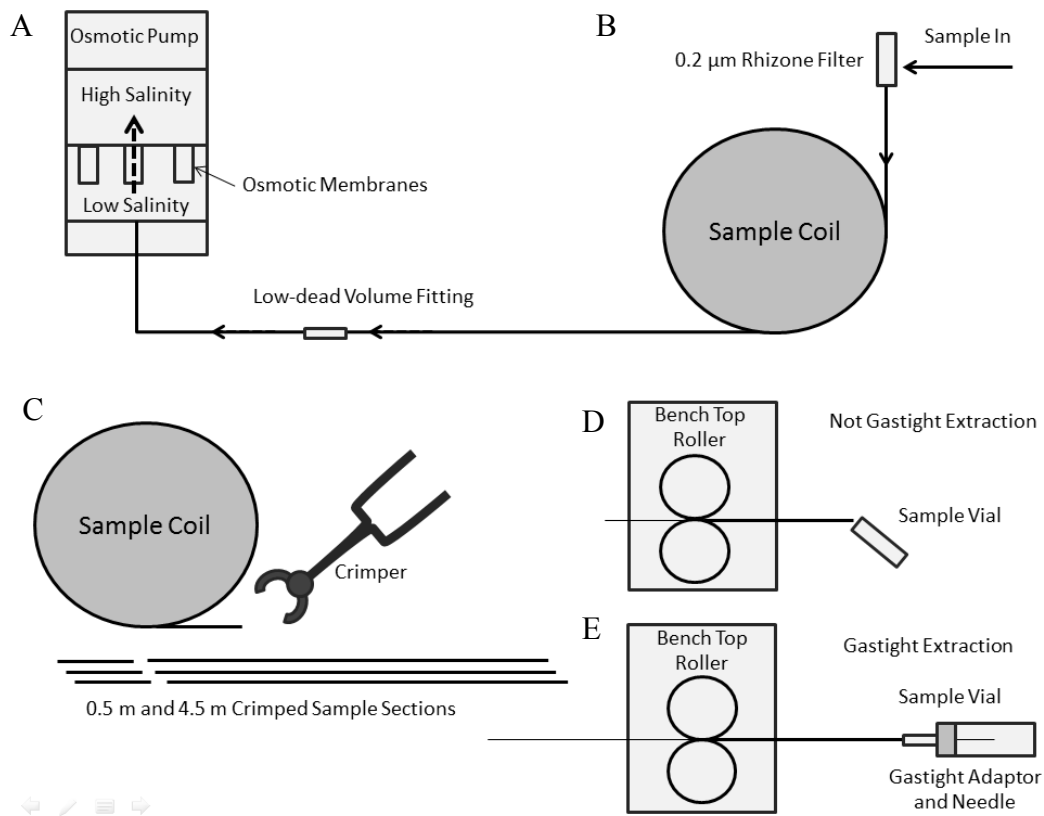 A
Osmotic Pump
High Salinity
Osmotic Membranes
Low Salinity
Low-dead Volume Fitting
B
Sample In
0.2 µm Rhizone Filter
Sample Coil
C
Sample Coil
Crimper
0.5 m and 4.5 m Crimped Sample Sections
D
Bench Top
Roller
Not Gastight Extraction
Sample Vial
E
Bench Top
Roller
Gastight Extraction
Sample Vial
Gastight Adaptor
and Needle